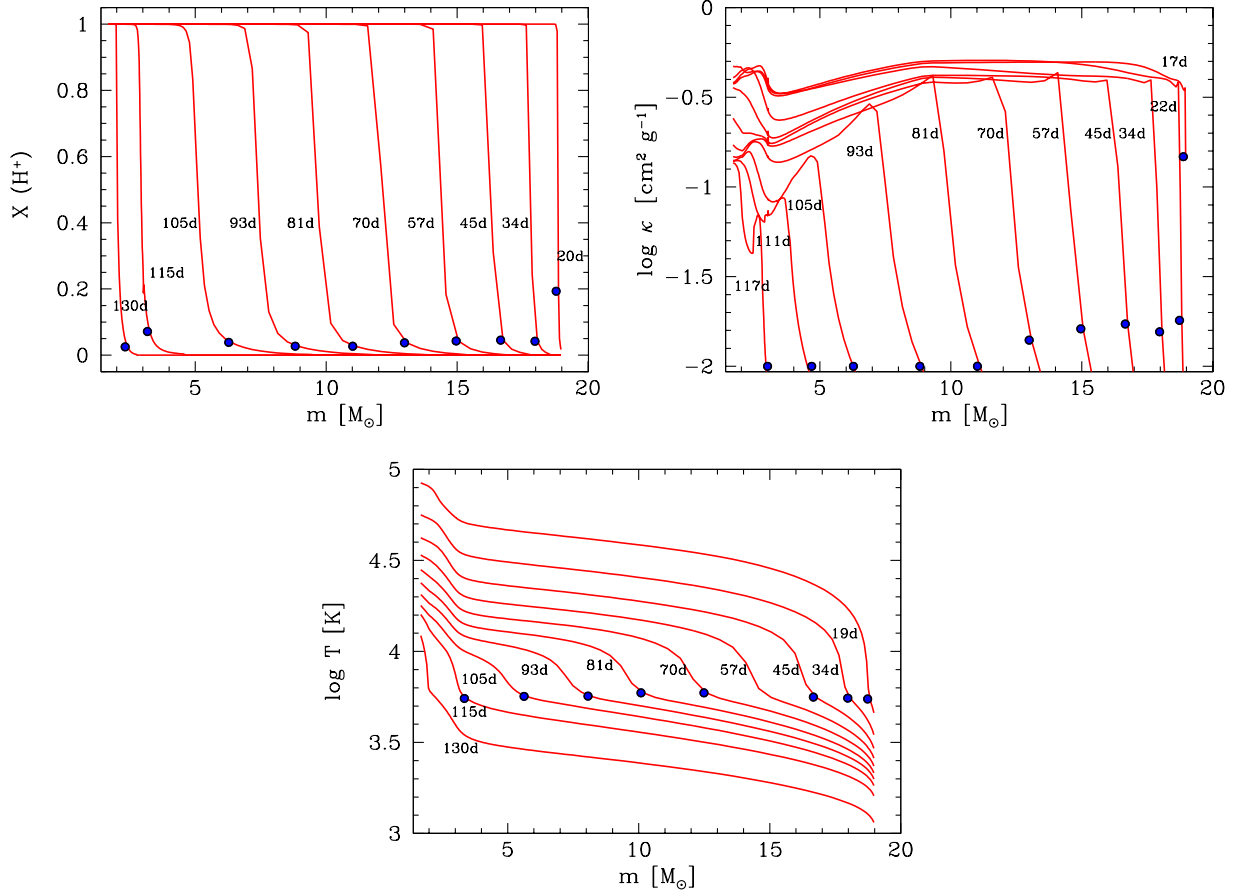 X (H⁺)
1
0.8
0.6
0.4
0.2
0
130d
115d
105d
93d
81d
70d
57d
45d
34d
20d
5
10
15
20
m [M⊙]
log κ [cm² g⁻¹]
0
−0.5
−1
−1.5
−2
117d
111d
105d
93d
81d
70d
57d
45d
34d
22d
17d
5
10
15
20
m [M⊙]
log T [K]
5
4.5
4
3.5
3
130d
115d
105d
93d
81d
70d
57d
45d
34d
19d
5
10
15
20
m [M⊙]